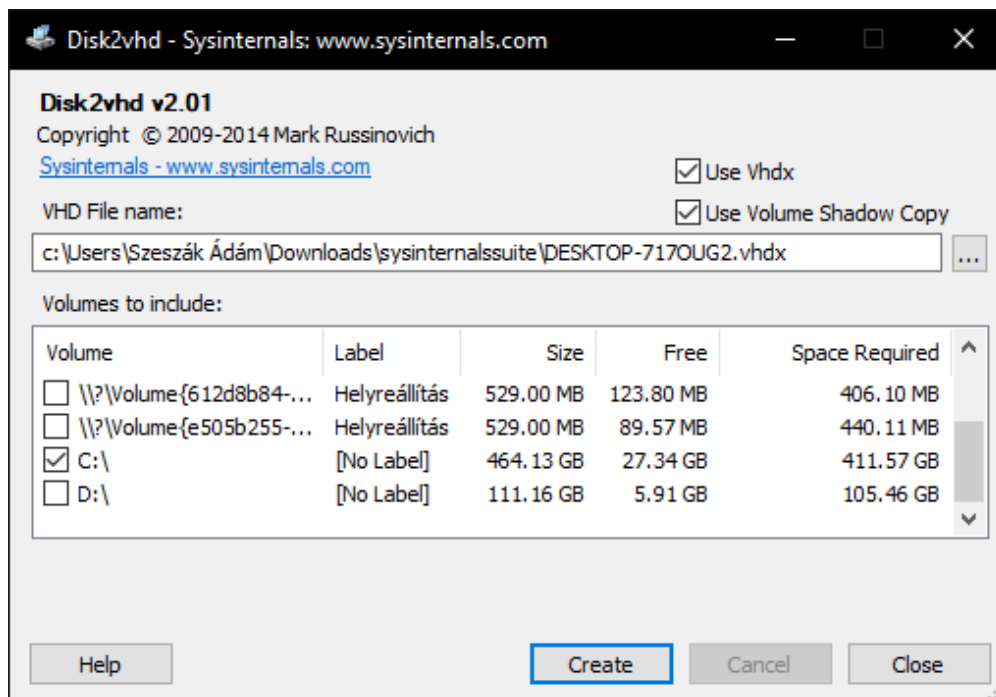 Disk2vhd - Sysinternals: www.sysinternals.com
Disk2vhd v2.01
Copyright © 2009-2014 Mark Russinovich
Sysinternals - www.sysinternals.com
Use Vhdx
VHD File name:
Use Volume Shadow Copy
c:\Users\Szeszák Ádám\Downloads\sysinternalssuite\DESKTOP-717OUG2.vhdx
...
Volumes to include:
Volume Label Size Free Space Required
\\?\Volume{612d8b84-... Helyreállítás 529.00 MB 123.80 MB 406.10 MB
\\?\Volume{e505b255-... Helyreállítás 529.00 MB 89.57 MB 440.11 MB
C:\ [No Label] 464.13 GB 27.34 GB 411.57 GB
D:\ [No Label] 111.16 GB 5.91 GB 105.46 GB
Help Create Cancel Close